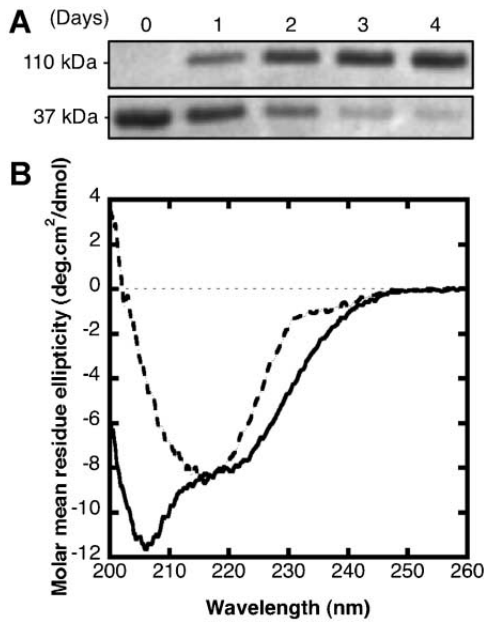 A (Days) 0 1 2 3 4
110 kDa
37 kDa
B
Molar mean residue ellipticity (deg.cm²/dmol)
4
2
0
-2
-4
-6
-8
-10
-12
200 210 220 230 240 250 260
Wavelength (nm)